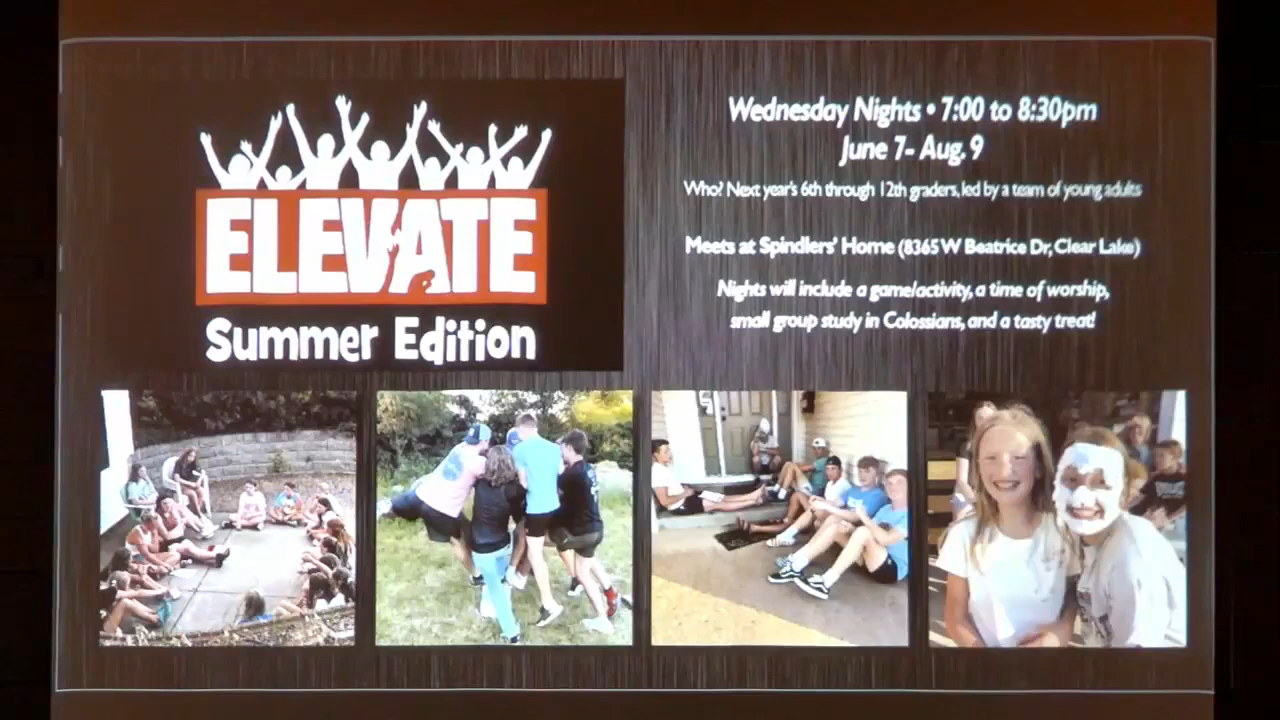 ELEVATE
Summer Edition
Wednesday Nights • 7:00 to 8:30pm
June 7- Aug. 9
Who? Next year's 6th through 12th graders, led by a team of young adults
Meets at Spindlers' Home (8365 W Beatrice Dr, Clear Lake)
Nights will include a game/activity, a time of worship,
small group study in Colossians, and a tasty treat!